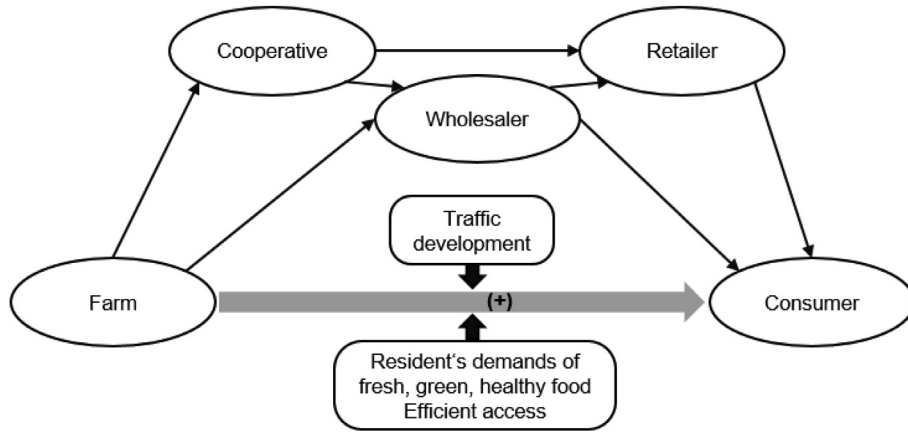 Cooperative
Retailer
Wholesaler
Traffic
development
Farm
(+)
Consumer
Resident‘s demands of
fresh, green, healthy food
Efficient access